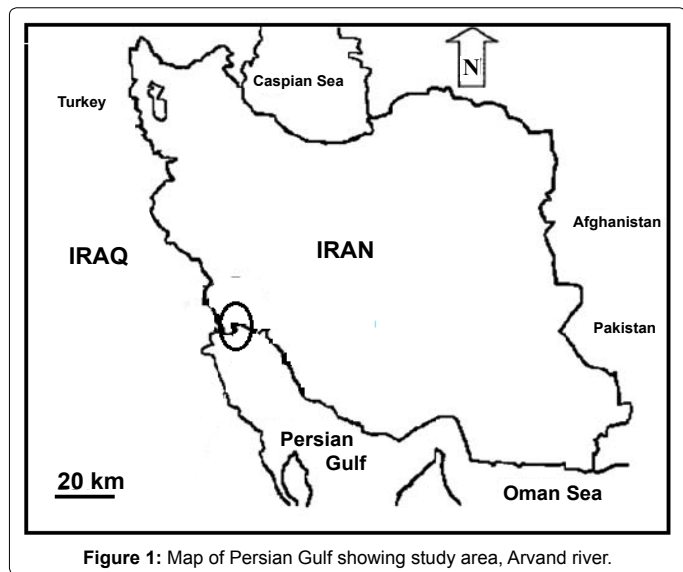 N
Caspian Sea
Turkey
Afghanistan
IRAQ
IRAN
Pakistan
Persian
Gulf
20 km
Oman Sea
Figure 1: Map of Persian Gulf showing study area, Arvand river.